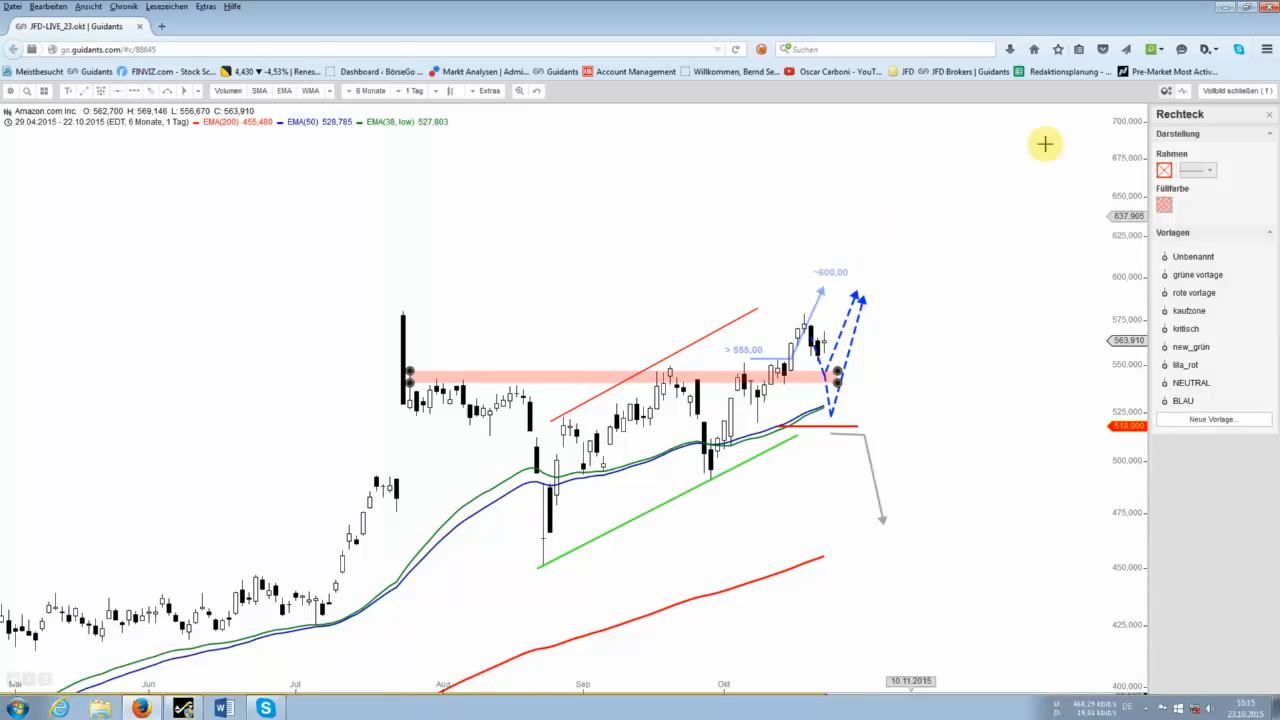 Datei Bearbeiten Ansicht Chronik Lesezeichen Extras Hilfe
JFD-LIVE_23.okt | Guidants
go.guidants.com/#c/88645
Suchen
Meistbesucht Guidants FINVIZ.com - Stock Sc... 4,430 ▼ -4,53% | Renes... Dashboard ‹ BörseGo ... Markt Analysen | Admi... Guidants Account Management Willkommen, Bernd Se... Oscar Carboni - YouT... JFD JFD Brokers | Guidants Redaktionsplanung - ... Pre-Market Most Activ...
Volumen SMA EMA WMA 6 Monate 1 Tag Extras Vollbild schließen ( f )
Amazon.com Inc. O: 562,700 H: 569,146 L: 556,670 C: 563,910
29.04.2015 - 22.10.2015 (EDT, 6 Monate, 1 Tag) EMA(200) 455,480 EMA(50) 528,785 EMA(38, low) 527,803
Rechteck
Darstellung
Rahmen
Füllfarbe
Vorlagen
Unbenannt
grüne vorlage
rote vorlage
kaufzone
kritisch
new_grün
lila_rot
NEUTRAL
BLAU
Neue Vorlage...
700,000
675,000
650,000
637,905
625,000
600,000
575,000
563,910
550,000
525,000
518,000
500,000
475,000
450,000
425,000
400,000
~600,00
> 555,00
Mai Jun Jul Aug Sep Okt 10.11.2015
U: 468,29 kbit/s
D: 19,81 kbit/s
DE
10:15
23.10.2015